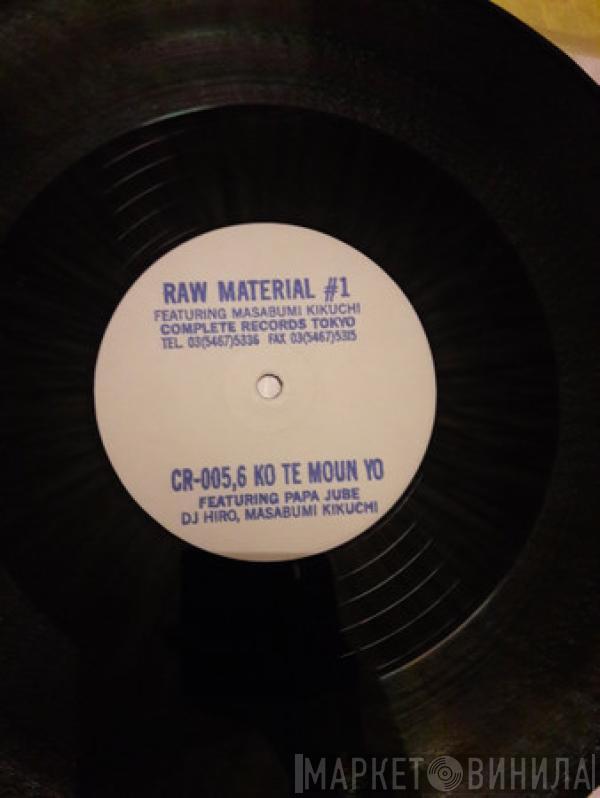 RAW MATERIAL #1
FEATURING MASABUMI KIKUCHI
COMPLETE RECORDS TOKYO
TEL. 03(5467)5336 FAX 03(5467)5315
CR-005,6 KO TE MOUN YO
FEATURING PAPA JUBE
DJ HIRO, MASABUMI KIKUCHI
МАРКЕТ ВИНИЛА